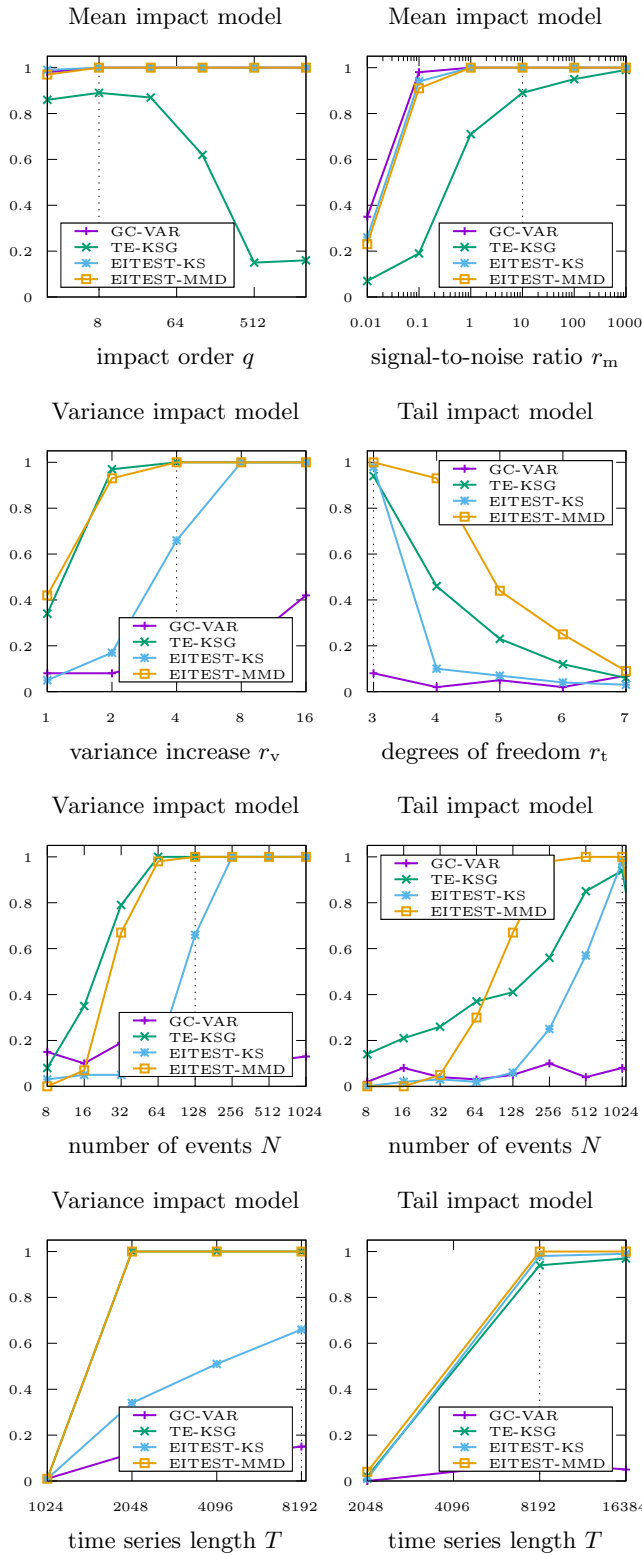 Mean impact model
1
0.8
0.6
0.4
0.2
0
GC-VAR
TE-KSG
EITEST-KS
EITEST-MMD
8 64 512
impact order q
Mean impact model
1
0.8
0.6
0.4
0.2
0
GC-VAR
TE-KSG
EITEST-KS
EITEST-MMD
0.01 0.1 1 10 100 1000
signal-to-noise ratio rm
Variance impact model
1
0.8
0.6
0.4
0.2
0
GC-VAR
TE-KSG
EITEST-KS
EITEST-MMD
1 2 4 8 16
variance increase rv
Tail impact model
1
0.8
0.6
0.4
0.2
0
GC-VAR
TE-KSG
EITEST-KS
EITEST-MMD
3 4 5 6 7
degrees of freedom rt
Variance impact model
1
0.8
0.6
0.4
0.2
0
GC-VAR
TE-KSG
EITEST-KS
EITEST-MMD
8 16 32 64 128 256 512 1024
number of events N
Tail impact model
1
0.8
0.6
0.4
0.2
0
GC-VAR
TE-KSG
EITEST-KS
EITEST-MMD
8 16 32 64 128 256 512 1024
number of events N
Variance impact model
1
0.8
0.6
0.4
0.2
0
GC-VAR
TE-KSG
EITEST-KS
EITEST-MMD
1024 2048 4096 8192
time series length T
Tail impact model
1
0.8
0.6
0.4
0.2
0
GC-VAR
TE-KSG
EITEST-KS
EITEST-MMD
2048 4096 8192 16384
time series length T